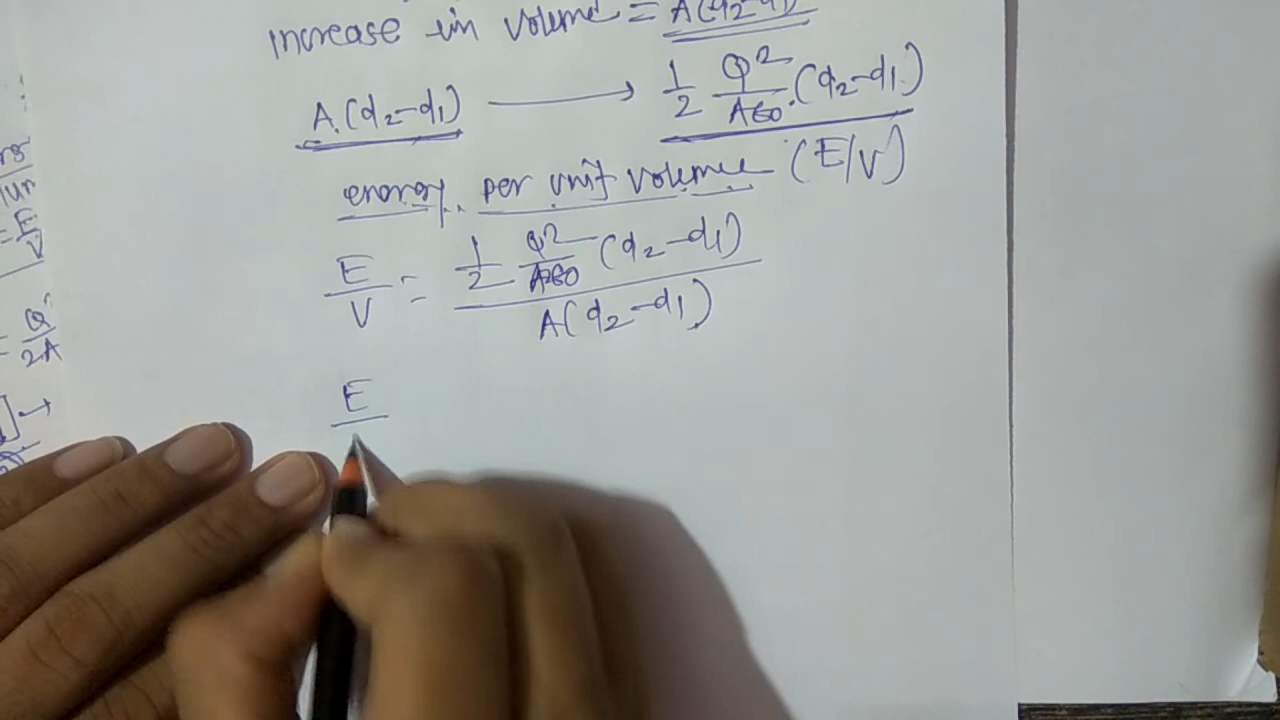 increase in volume = A(d2-d1)
A.(d2-d1) → 1/2 Q²/Aε0 . (d2-d1)
energy per unit volume (E/V)
E/V = 1/2 Q²/Aε0 (d2-d1) / A(d2-d1)
E
= E/V
= Q/2A